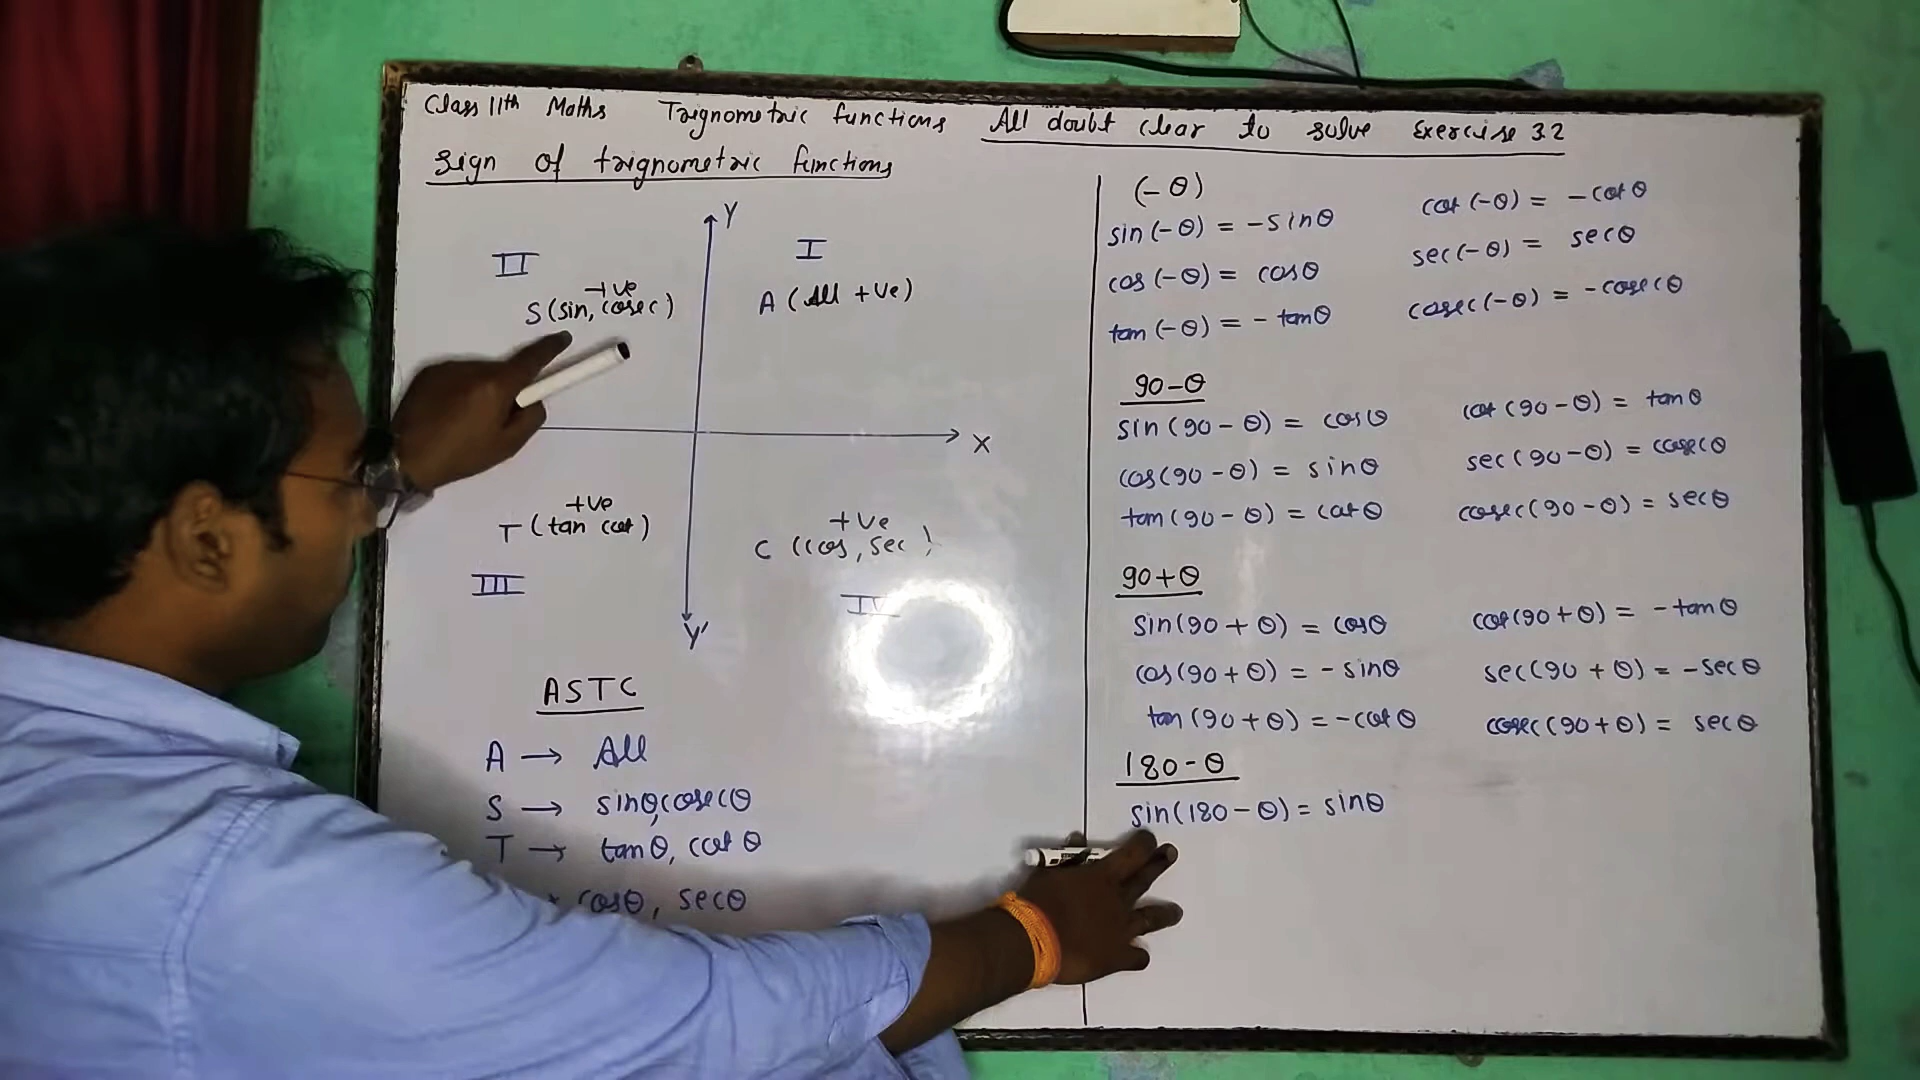 Class 11th Maths Trignometric functions All doubt clear to solve Exercise 3.2
Sign of trignometric functions
Y
II
I
+ve
S (sin, cosec)
A (All +ve)
X
+ve
T (tan cot)
+ve
C (cos, sec)
III
IV
Y'
ASTC
A → All
S → sinθ, cosecθ
T → tanθ, cotθ
cosθ, secθ
(-θ)
sin(-θ) = -sinθ
cos(-θ) = cosθ
tan(-θ) = -tanθ
cot(-θ) = -cotθ
sec(-θ) = secθ
cosec(-θ) = -cosecθ
90-θ
sin(90-θ) = cosθ
cos(90-θ) = sinθ
tan(90-θ) = cotθ
cot(90-θ) = tanθ
sec(90-θ) = cosecθ
cosec(90-θ) = secθ
90+θ
sin(90+θ) = cosθ
cos(90+θ) = -sinθ
tan(90+θ) = -cotθ
cot(90+θ) = -tanθ
sec(90+θ) = -secθ
cosec(90+θ) = secθ
180-θ
sin(180-θ) = sinθ